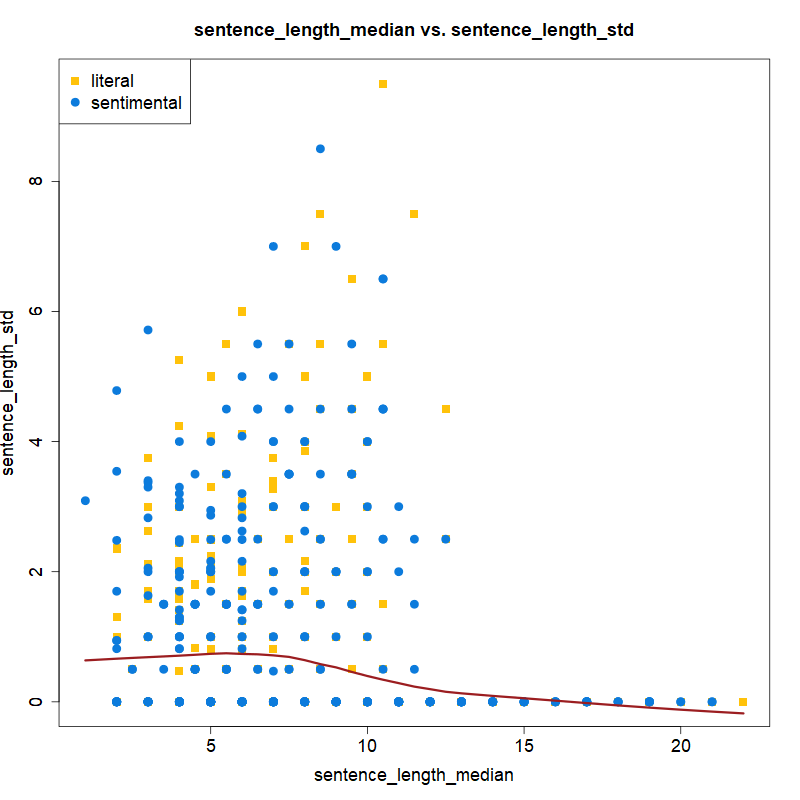 sentence_length_median vs. sentence_length_std
literal
sentimental
sentence_length_std
8
6
4
2
0
5
10
15
20
sentence_length_median